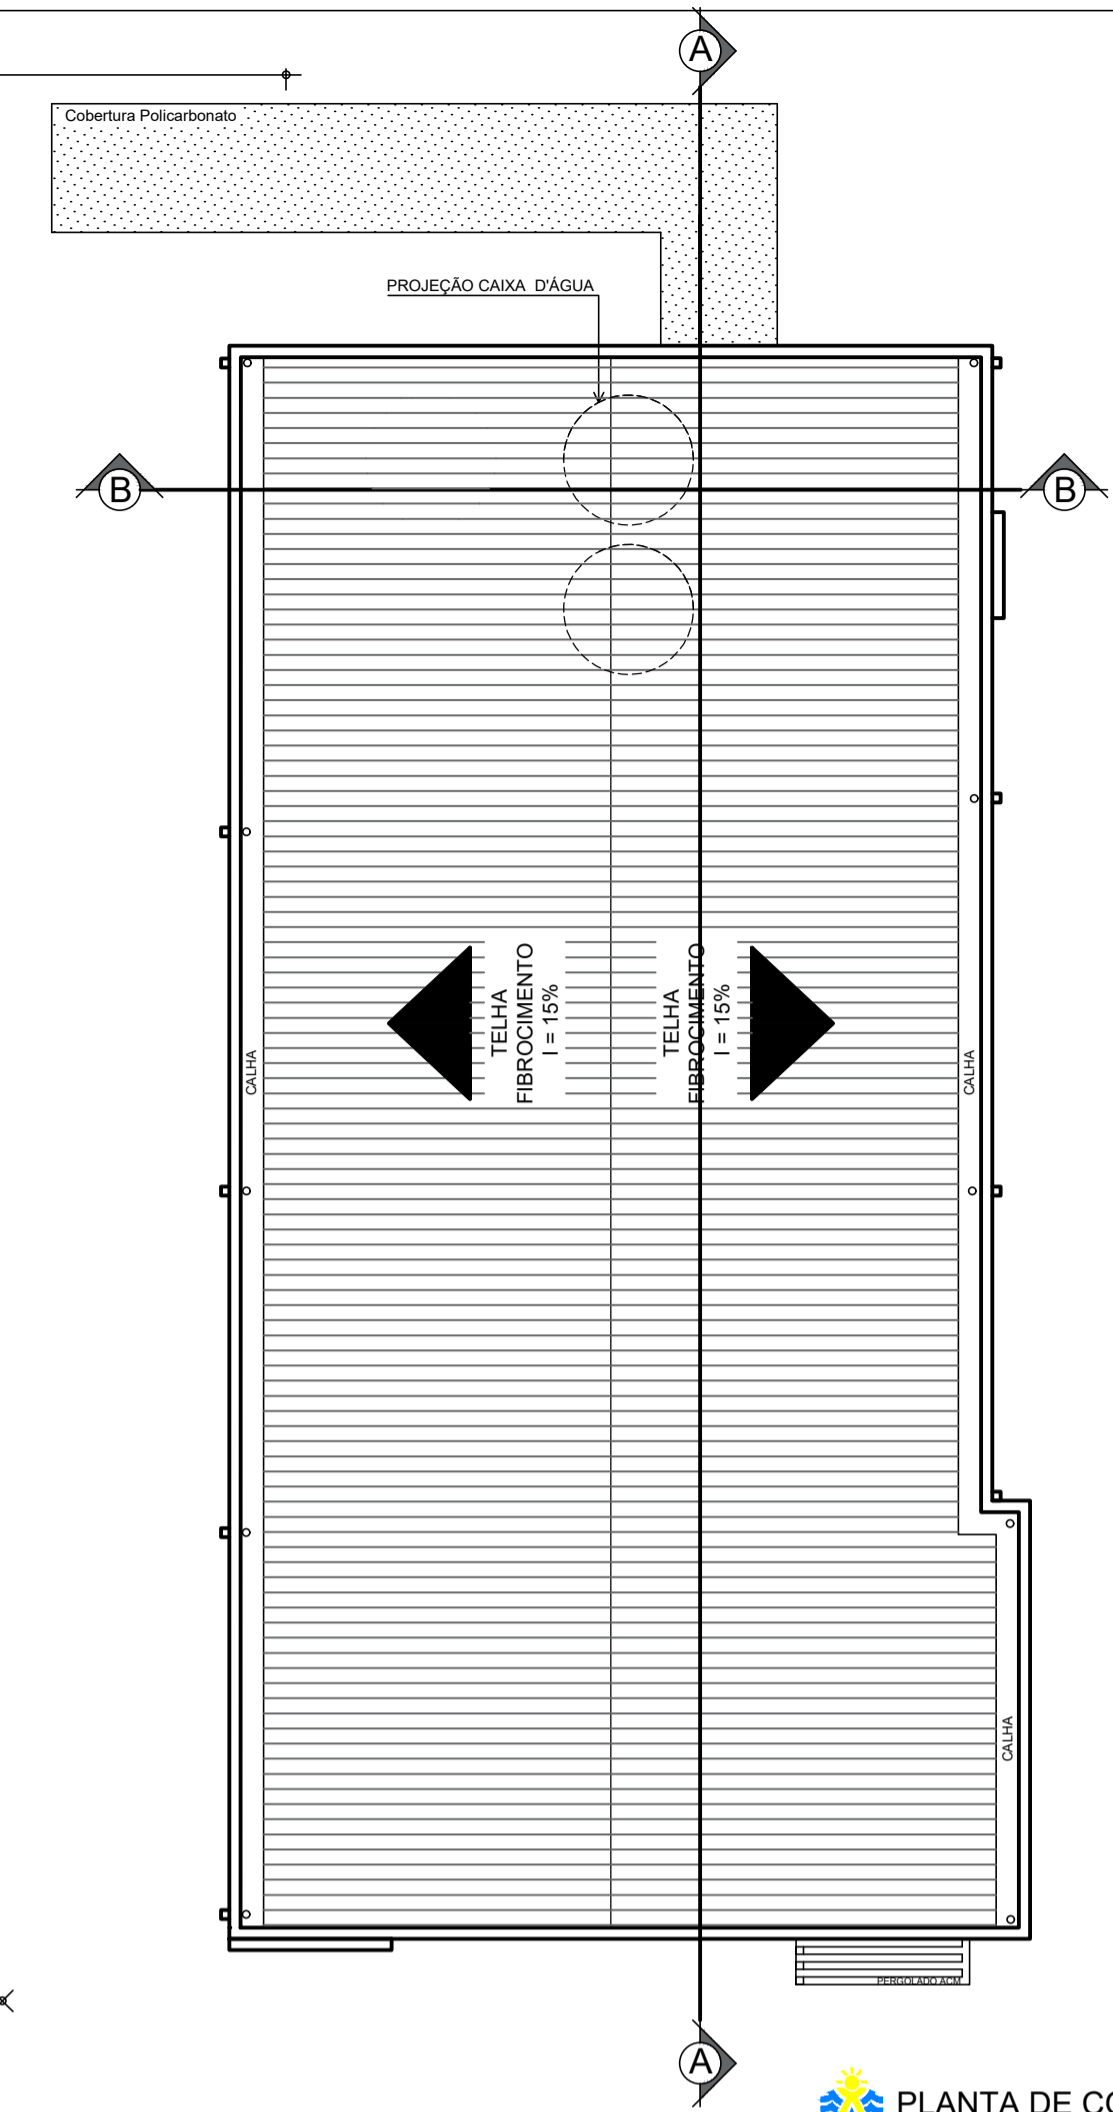 A
Cobertura Policarbonato
PROJEÇÃO CAIXA D'ÁGUA
B
B
TELHA
FIBROCIMENTO
I = 15%
TELHA
FIBROCIMENTO
I = 15%
CALHA
CALHA
CALHA
PERGOLADO ACM
A
PLANTA DE CO